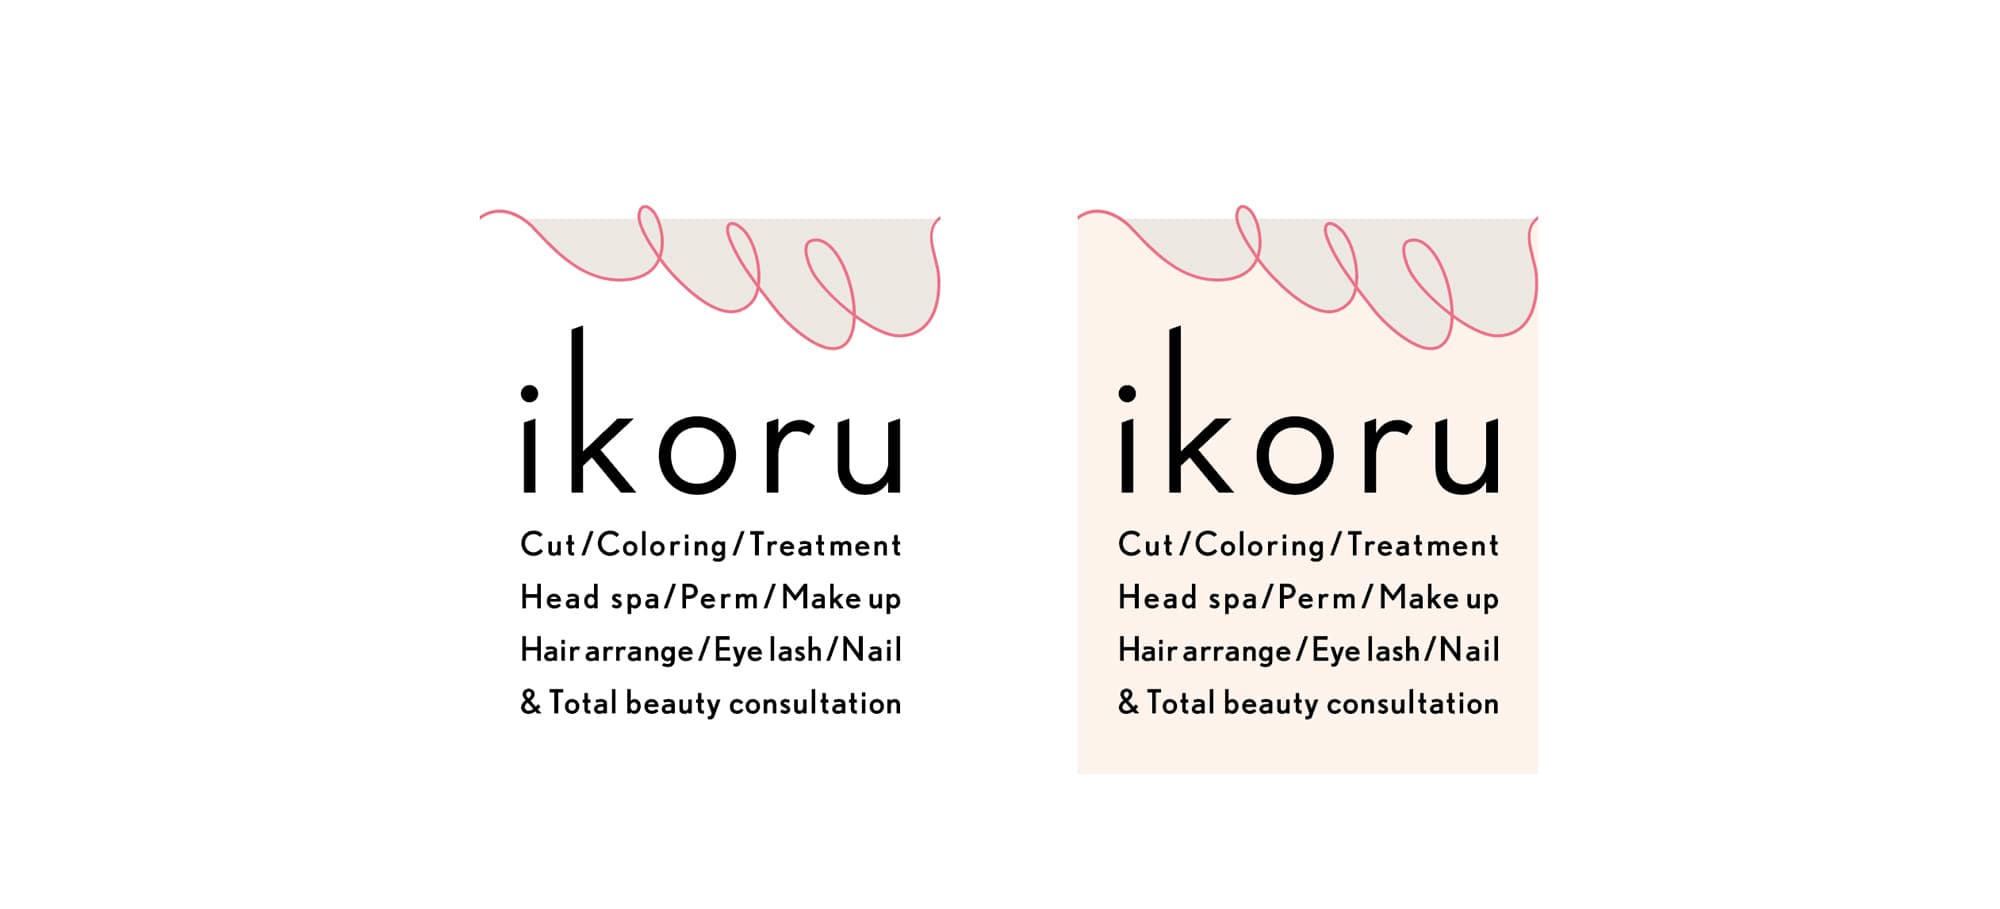 ikoru
Cut/Coloring/Treatment
Head spa/Perm/Make up
Hair arrange/Eye lash/Nail
& Total beauty consultation
ikoru
Cut/Coloring/Treatment
Head spa/Perm/Make up
Hair arrange/Eye lash/Nail
& Total beauty consultation